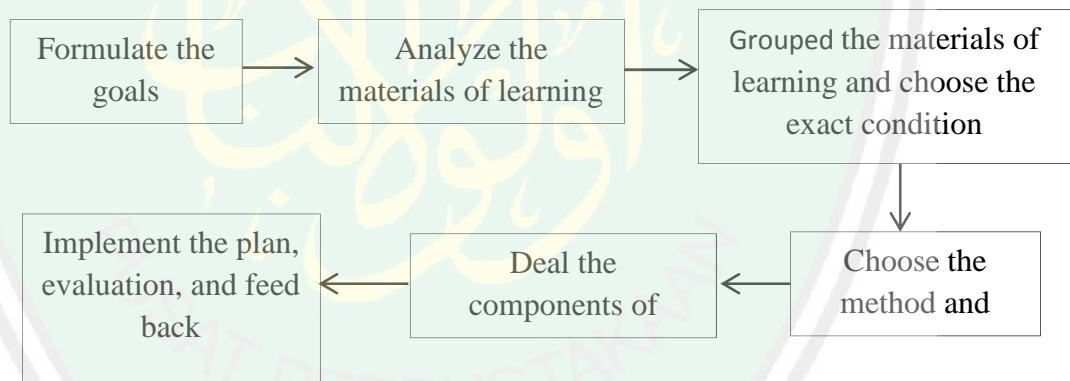 Formulate the
goals
Analyze the
materials of learning
Grouped the materials of
learning and choose the
exact condition
Choose the
method and
Deal the
components of
Implement the plan,
evaluation, and feed
back